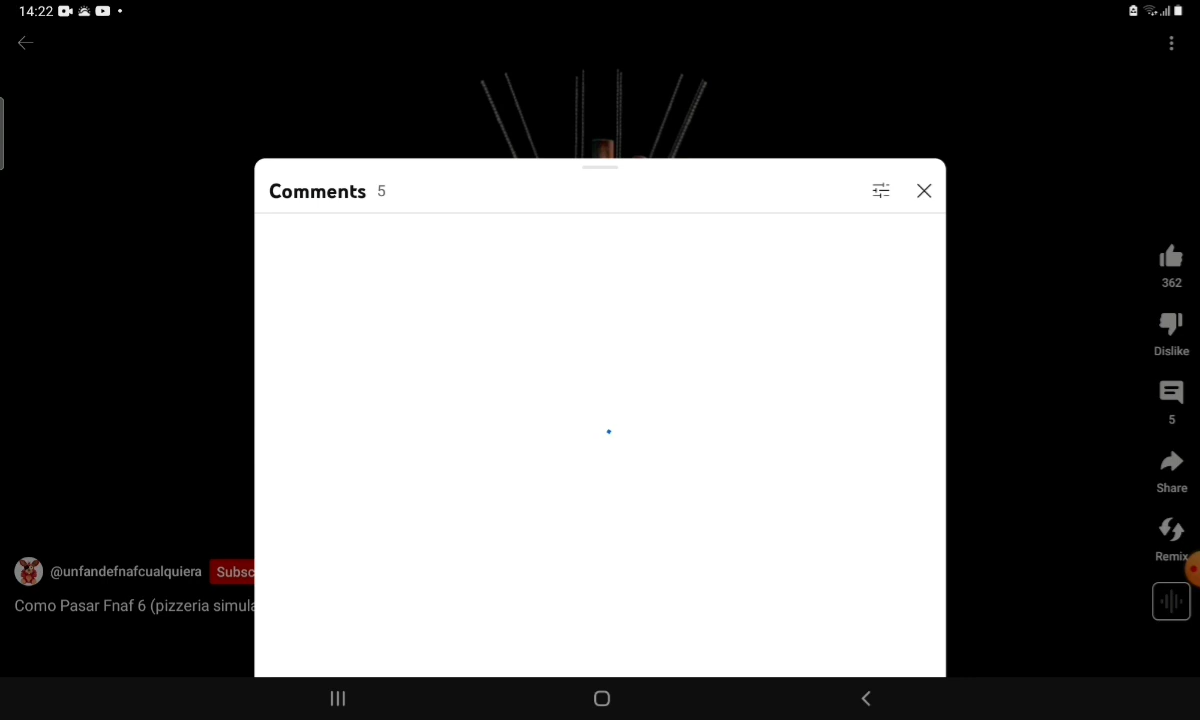 14:22
Comments 5
362
Dislike
5
Share
Remix
@unfandefnafcualquiera Subsc
Como Pasar Fnaf 6 (pizzeria simula